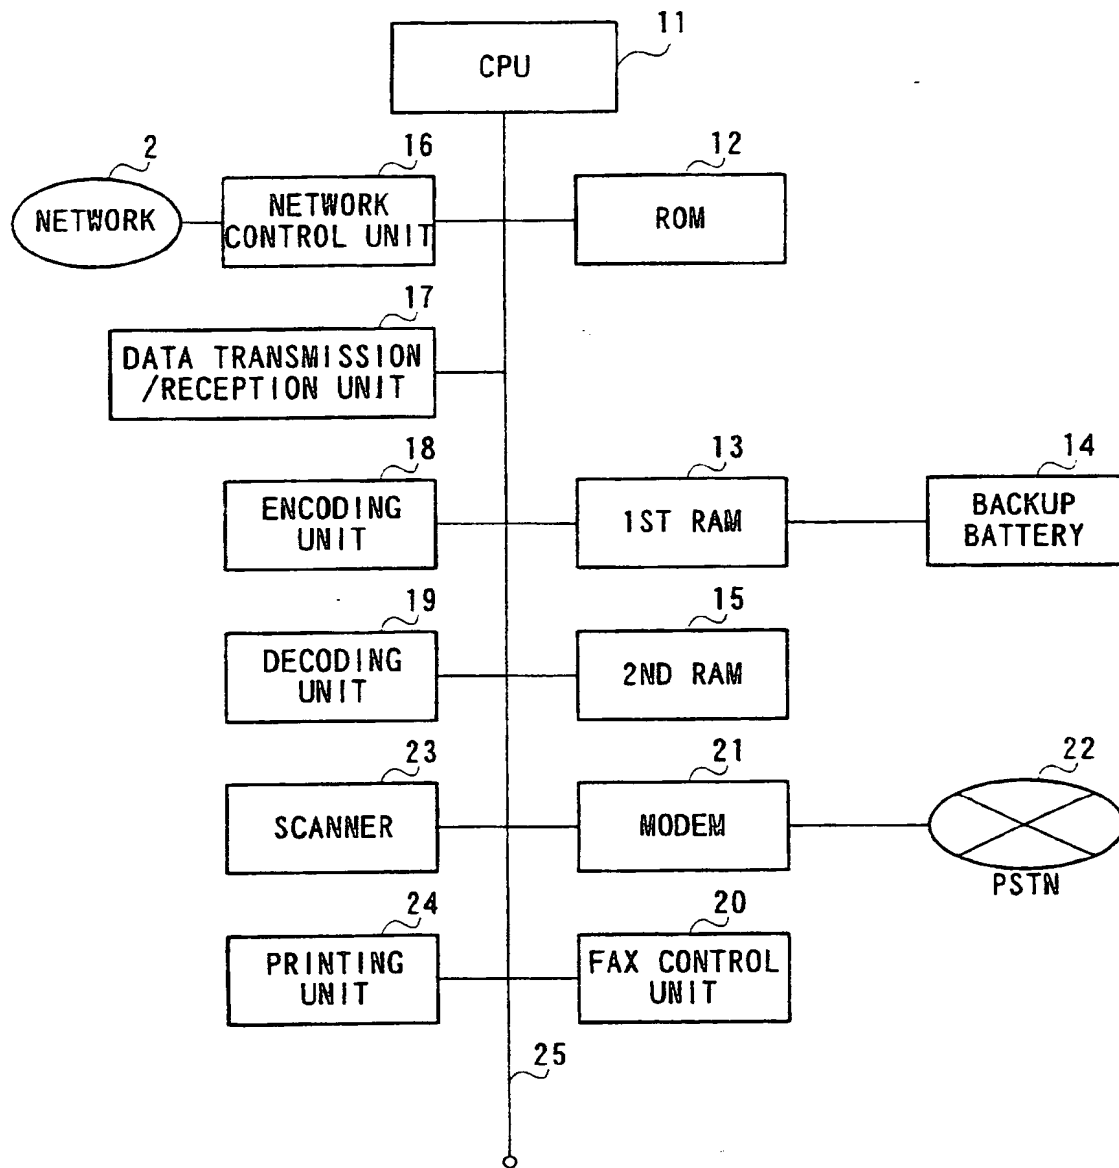 11
CPU
2
16
12
NETWORK
NETWORK
CONTROL UNIT
ROM
17
DATA TRANSMISSION
/RECEPTION UNIT
18
13
14
ENCODING
UNIT
1ST RAM
BACKUP
BATTERY
19
15
DECODING
UNIT
2ND RAM
23
21
22
SCANNER
MODEM
PSTN
24
20
PRINTING
UNIT
FAX CONTROL
UNIT
25